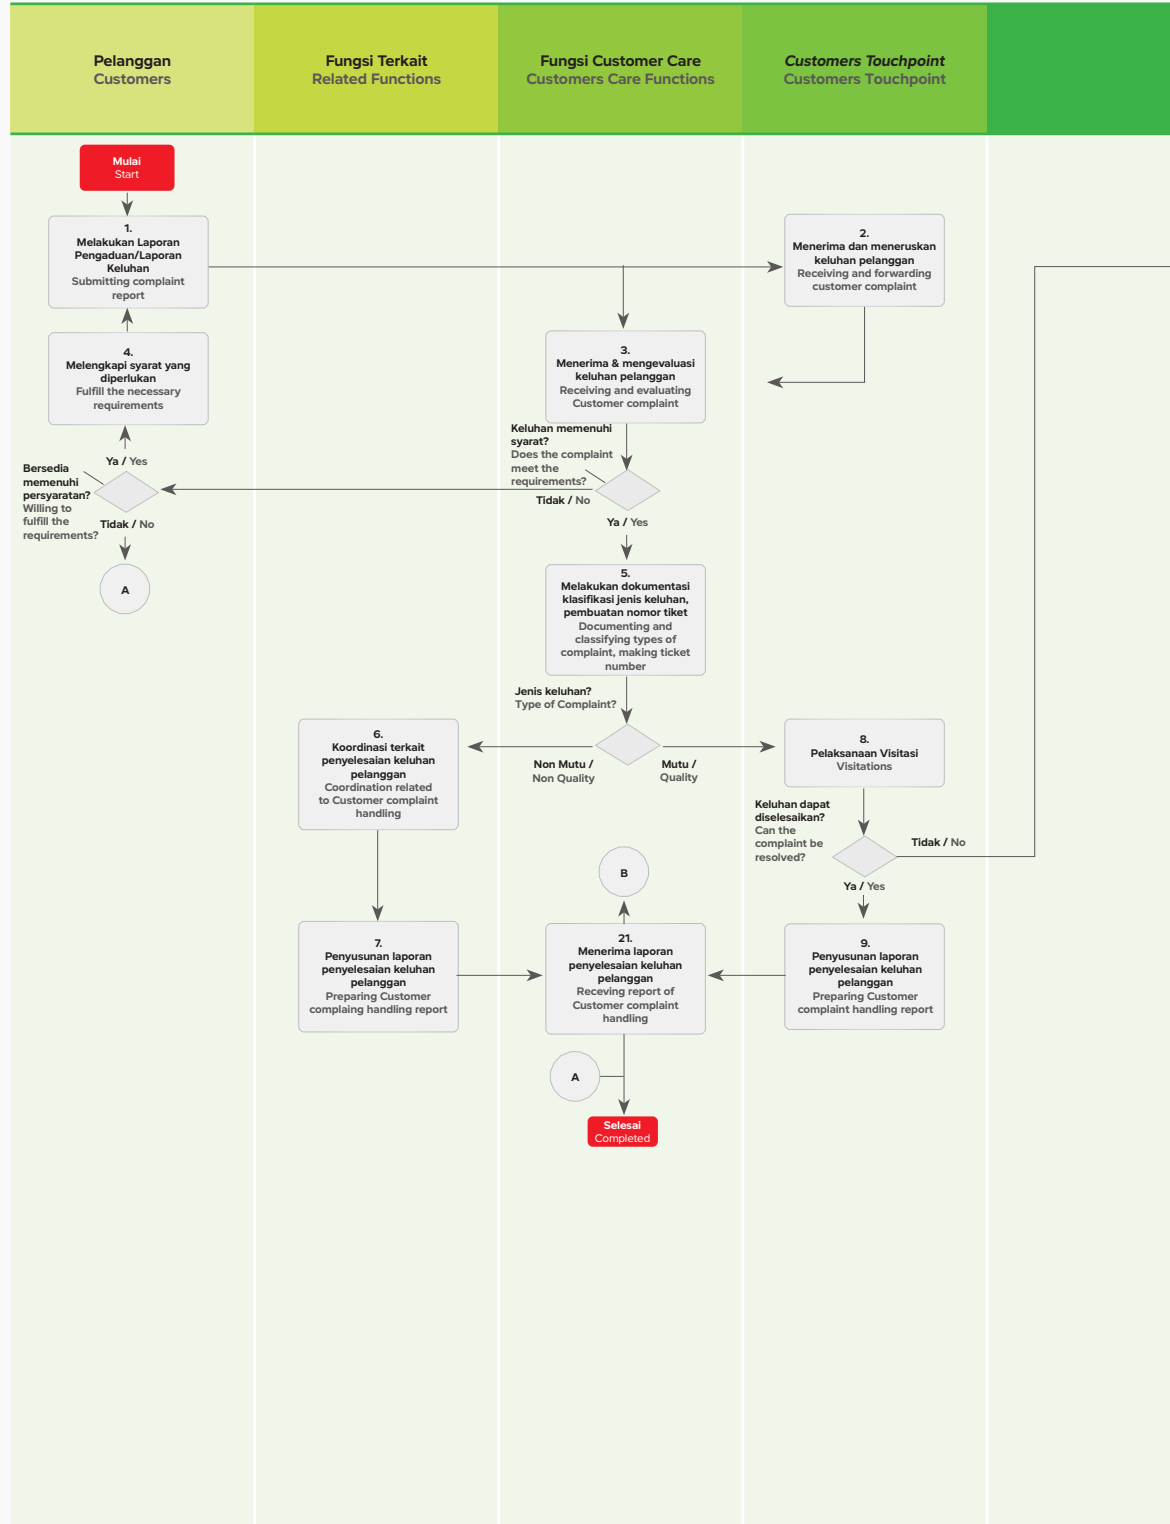 Pelanggan
Customers
Fungsi Terkait
Related Functions
Fungsi Customer Care
Customers Care Functions
Customers Touchpoint
Customers Touchpoint
Mulai
Start
1.
Melakukan Laporan
Pengaduan/Laporan
Keluhan
Submitting complaint
report
2.
Menerima dan meneruskan
keluhan pelanggan
Receiving and forwarding
customer complaint
4.
Melengkapi syarat yang
diperlukan
Fulfill the necessary
requirements
3.
Menerima & mengevaluasi
keluhan pelanggan
Receiving and evaluating
Customer complaint
Keluhan memenuhi
syarat?
Does the complaint
meet the
requirements?
Ya / Yes
Bersedia
memenuhi
persyaratan?
Willing to
fulfill the
requirements?
Tidak / No
Tidak / No
Ya / Yes
A
5.
Melakukan dokumentasi
klasifikasi jenis keluhan,
pembuatan nomor tiket
Documenting and
classifying types of
complaint, making ticket
number
Jenis keluhan?
Type of Complaint?
6.
Koordinasi terkait
penyelesaian keluhan
pelanggan
Coordination related
to Customer complaint
handling
Non Mutu /
Non Quality
Mutu /
Quality
8.
Pelaksanaan Visitasi
Visitations
Keluhan dapat
diselesaikan?
Can the
complaint be
resolved?
Tidak / No
Ya / Yes
B
7.
Penyusunan laporan
penyelesaian keluhan
pelanggan
Preparing Customer
complaing handling report
21.
Menerima laporan
penyelesaian keluhan
pelanggan
Receving report of
Customer complaint
handling
9.
Penyusunan laporan
penyelesaian keluhan
pelanggan
Preparing Customer
complaint handling report
A
Selesai
Completed